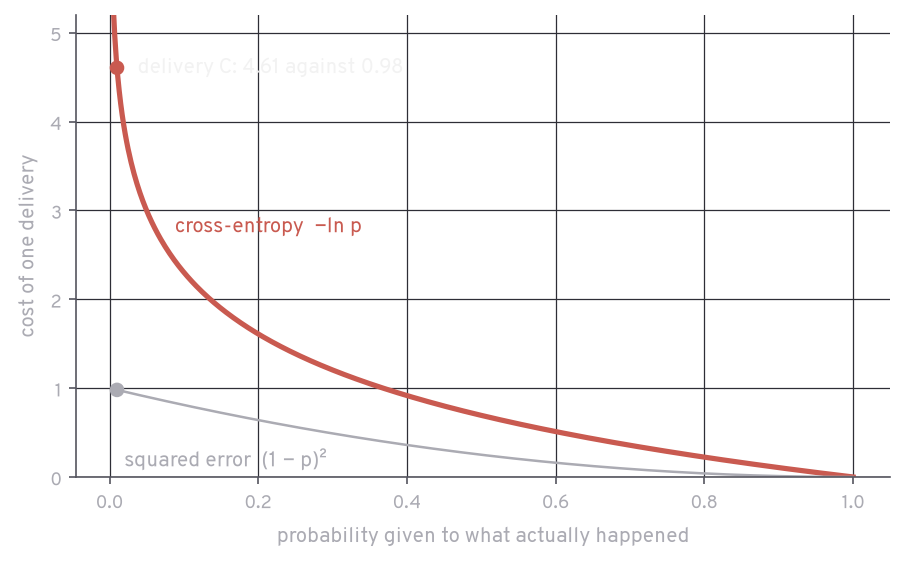 5
delivery C: 4.61 against 0.98
4
3
cross-entropy −ln p
2
1
squared error (1 − p)²
0
cost of one delivery
0.0 0.2 0.4 0.6 0.8 1.0
probability given to what actually happened